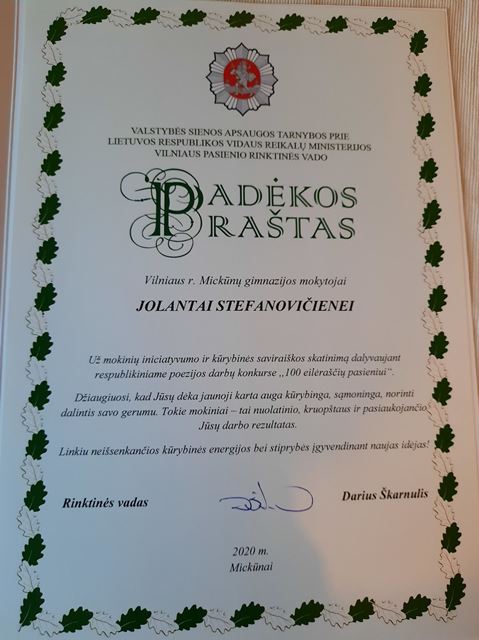 VALSTYBĖS SIENOS APSAUGOS TARNYBOS PRIE
LIETUVOS RESPUBLIKOS VIDAUS REIKALŲ MINISTERIJOS
VILNIAUS PASIENIO RINKTINĖS VADO
PADĖKOS
RAŠTAS
Vilniaus r. Mickūnų gimnazijos mokytojai
JOLANTAI STEFANOVIČIENEI
Už mokinių iniciatyvumo ir kūrybinės saviraiškos skatinimą dalyvaujant
respublikiniame poezijos darbų konkurse „100 eilėraščių pasieniui“.
Džiaugiuosi, kad Jūsų dėka jaunoji karta auga kūrybinga, sąmoninga, norinti
dalintis savo gerumu. Tokie mokiniai – tai nuolatinio, kruopštaus ir pasiaukojančio
Jūsų darbo rezultatas.
Linkiu neišsenkančios kūrybinės energijos bei stiprybės įgyvendinant naujas idėjas!
Rinktinės vadas
Darius Škarnulis
2020 m.
Mickūnai